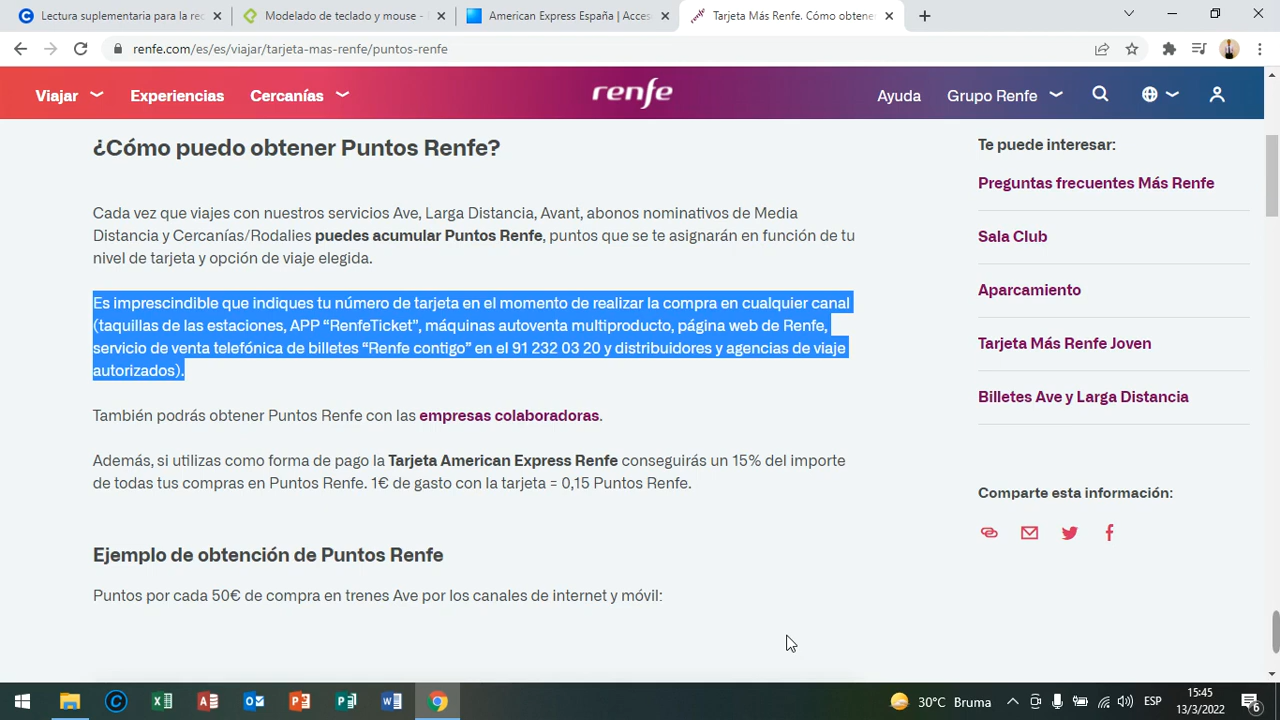 Lectura suplementaria para la rec
Modelado de teclado y mouse -
American Express España | Acces
Tarjeta Más Renfe. Cómo obtene
renfe.com/es/es/viajar/tarjeta-mas-renfe/puntos-renfe
Viajar
Experiencias
Cercanías
renfe
Ayuda
Grupo Renfe
¿Cómo puedo obtener Puntos Renfe?
Cada vez que viajes con nuestros servicios Ave, Larga Distancia, Avant, abonos nominativos de Media
Distancia y Cercanías/Rodalies puedes acumular Puntos Renfe, puntos que se te asignarán en función de tu
nivel de tarjeta y opción de viaje elegida.
Es imprescindible que indiques tu número de tarjeta en el momento de realizar la compra en cualquier canal
(taquillas de las estaciones, APP “RenfeTicket”, máquinas autoventa multiproducto, página web de Renfe,
servicio de venta telefónica de billetes “Renfe contigo” en el 91 232 03 20 y distribuidores y agencias de viaje
autorizados).
También podrás obtener Puntos Renfe con las empresas colaboradoras.
Además, si utilizas como forma de pago la Tarjeta American Express Renfe conseguirás un 15% del importe
de todas tus compras en Puntos Renfe. 1€ de gasto con la tarjeta = 0,15 Puntos Renfe.
Ejemplo de obtención de Puntos Renfe
Puntos por cada 50€ de compra en trenes Ave por los canales de internet y móvil:
Te puede interesar:
Preguntas frecuentes Más Renfe
Sala Club
Aparcamiento
Tarjeta Más Renfe Joven
Billetes Ave y Larga Distancia
Comparte esta información:
30°C Bruma
ESP
15:45
13/3/2022
6